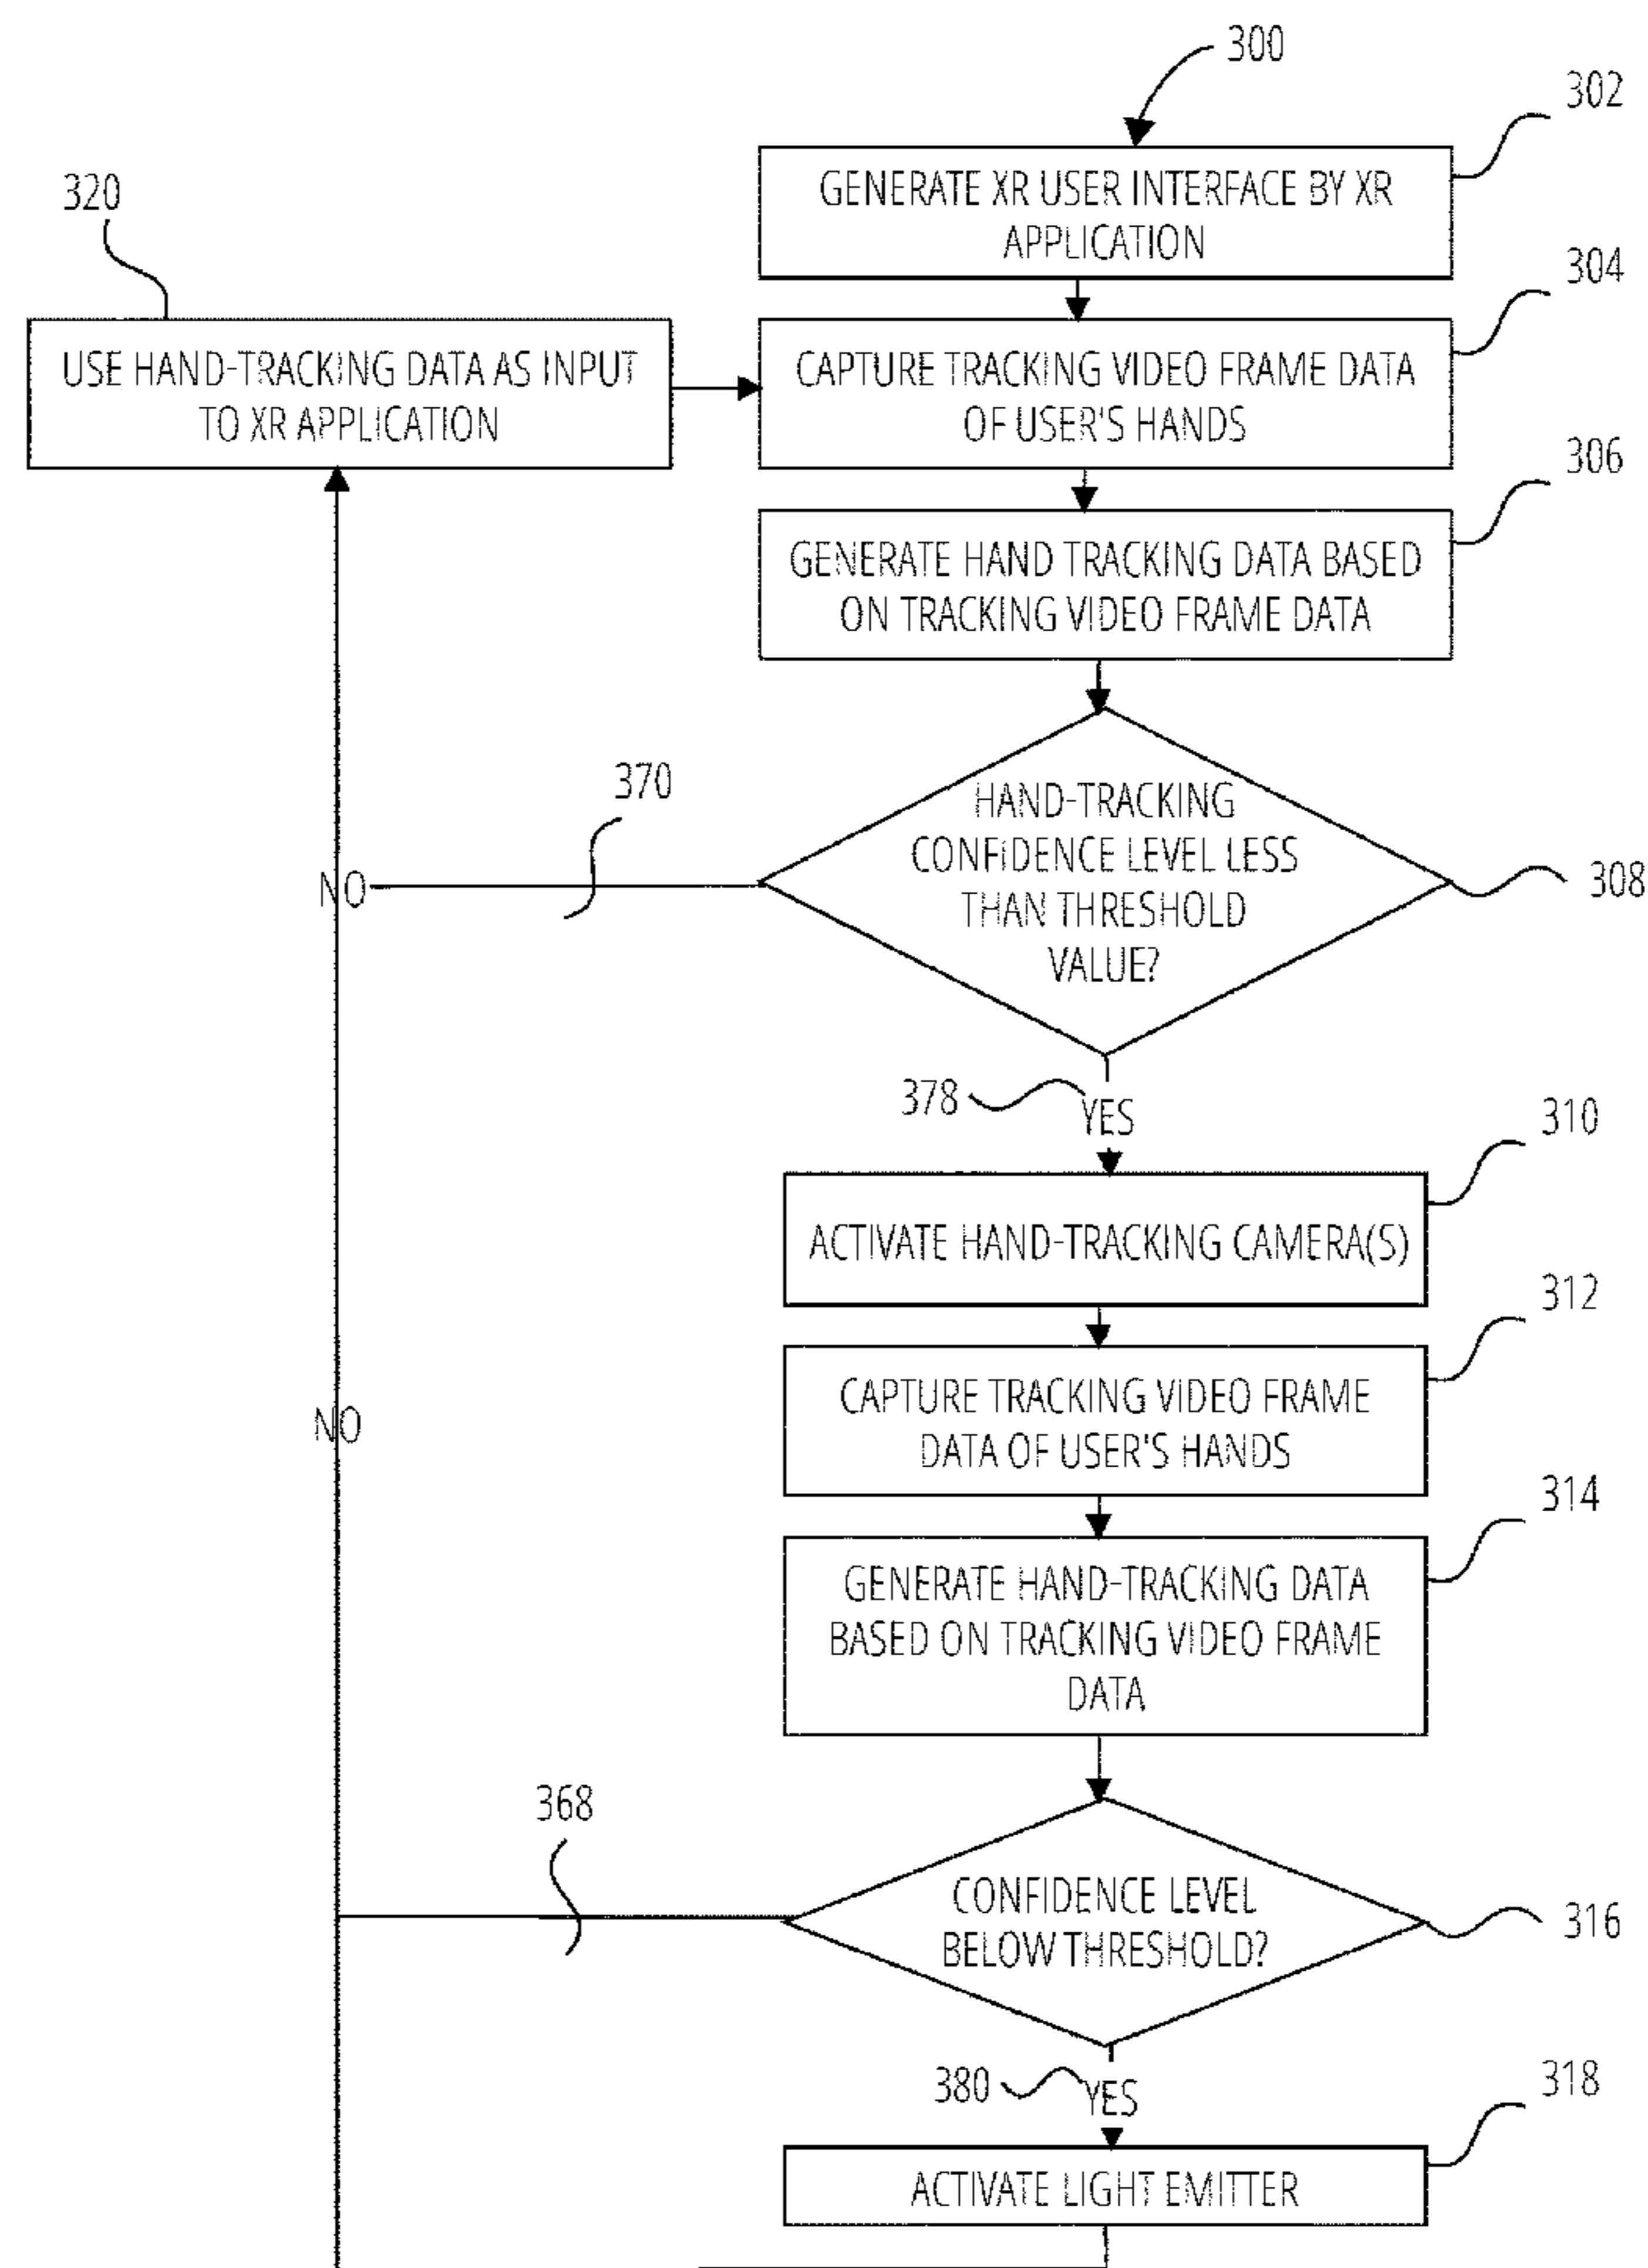 300
302
GENERATE XR USER INTERFACE BY XR
APPLICATION
320
304
USE HAND-TRACKING DATA AS INPUT
TO XR APPLICATION
CAPTURE TRACKING VIDEO FRAME DATA
OF USER'S HANDS
306
GENERATE HAND TRACKING DATA BASED
ON TRACKING VIDEO FRAME DATA
370
HAND-TRACKING
CONFIDENCE LEVEL LESS
THAN THRESHOLD
VALUE?
308
NO
378
YES
310
ACTIVATE HAND-TRACKING CAMERA(S)
312
CAPTURE TRACKING VIDEO FRAME
DATA OF USER'S HANDS
NO
314
GENERATE HAND-TRACKING DATA
BASED ON TRACKING VIDEO FRAME
DATA
368
CONFIDENCE LEVEL
BELOW THRESHOLD?
316
380
YES
318
ACTIVATE LIGHT EMITTER